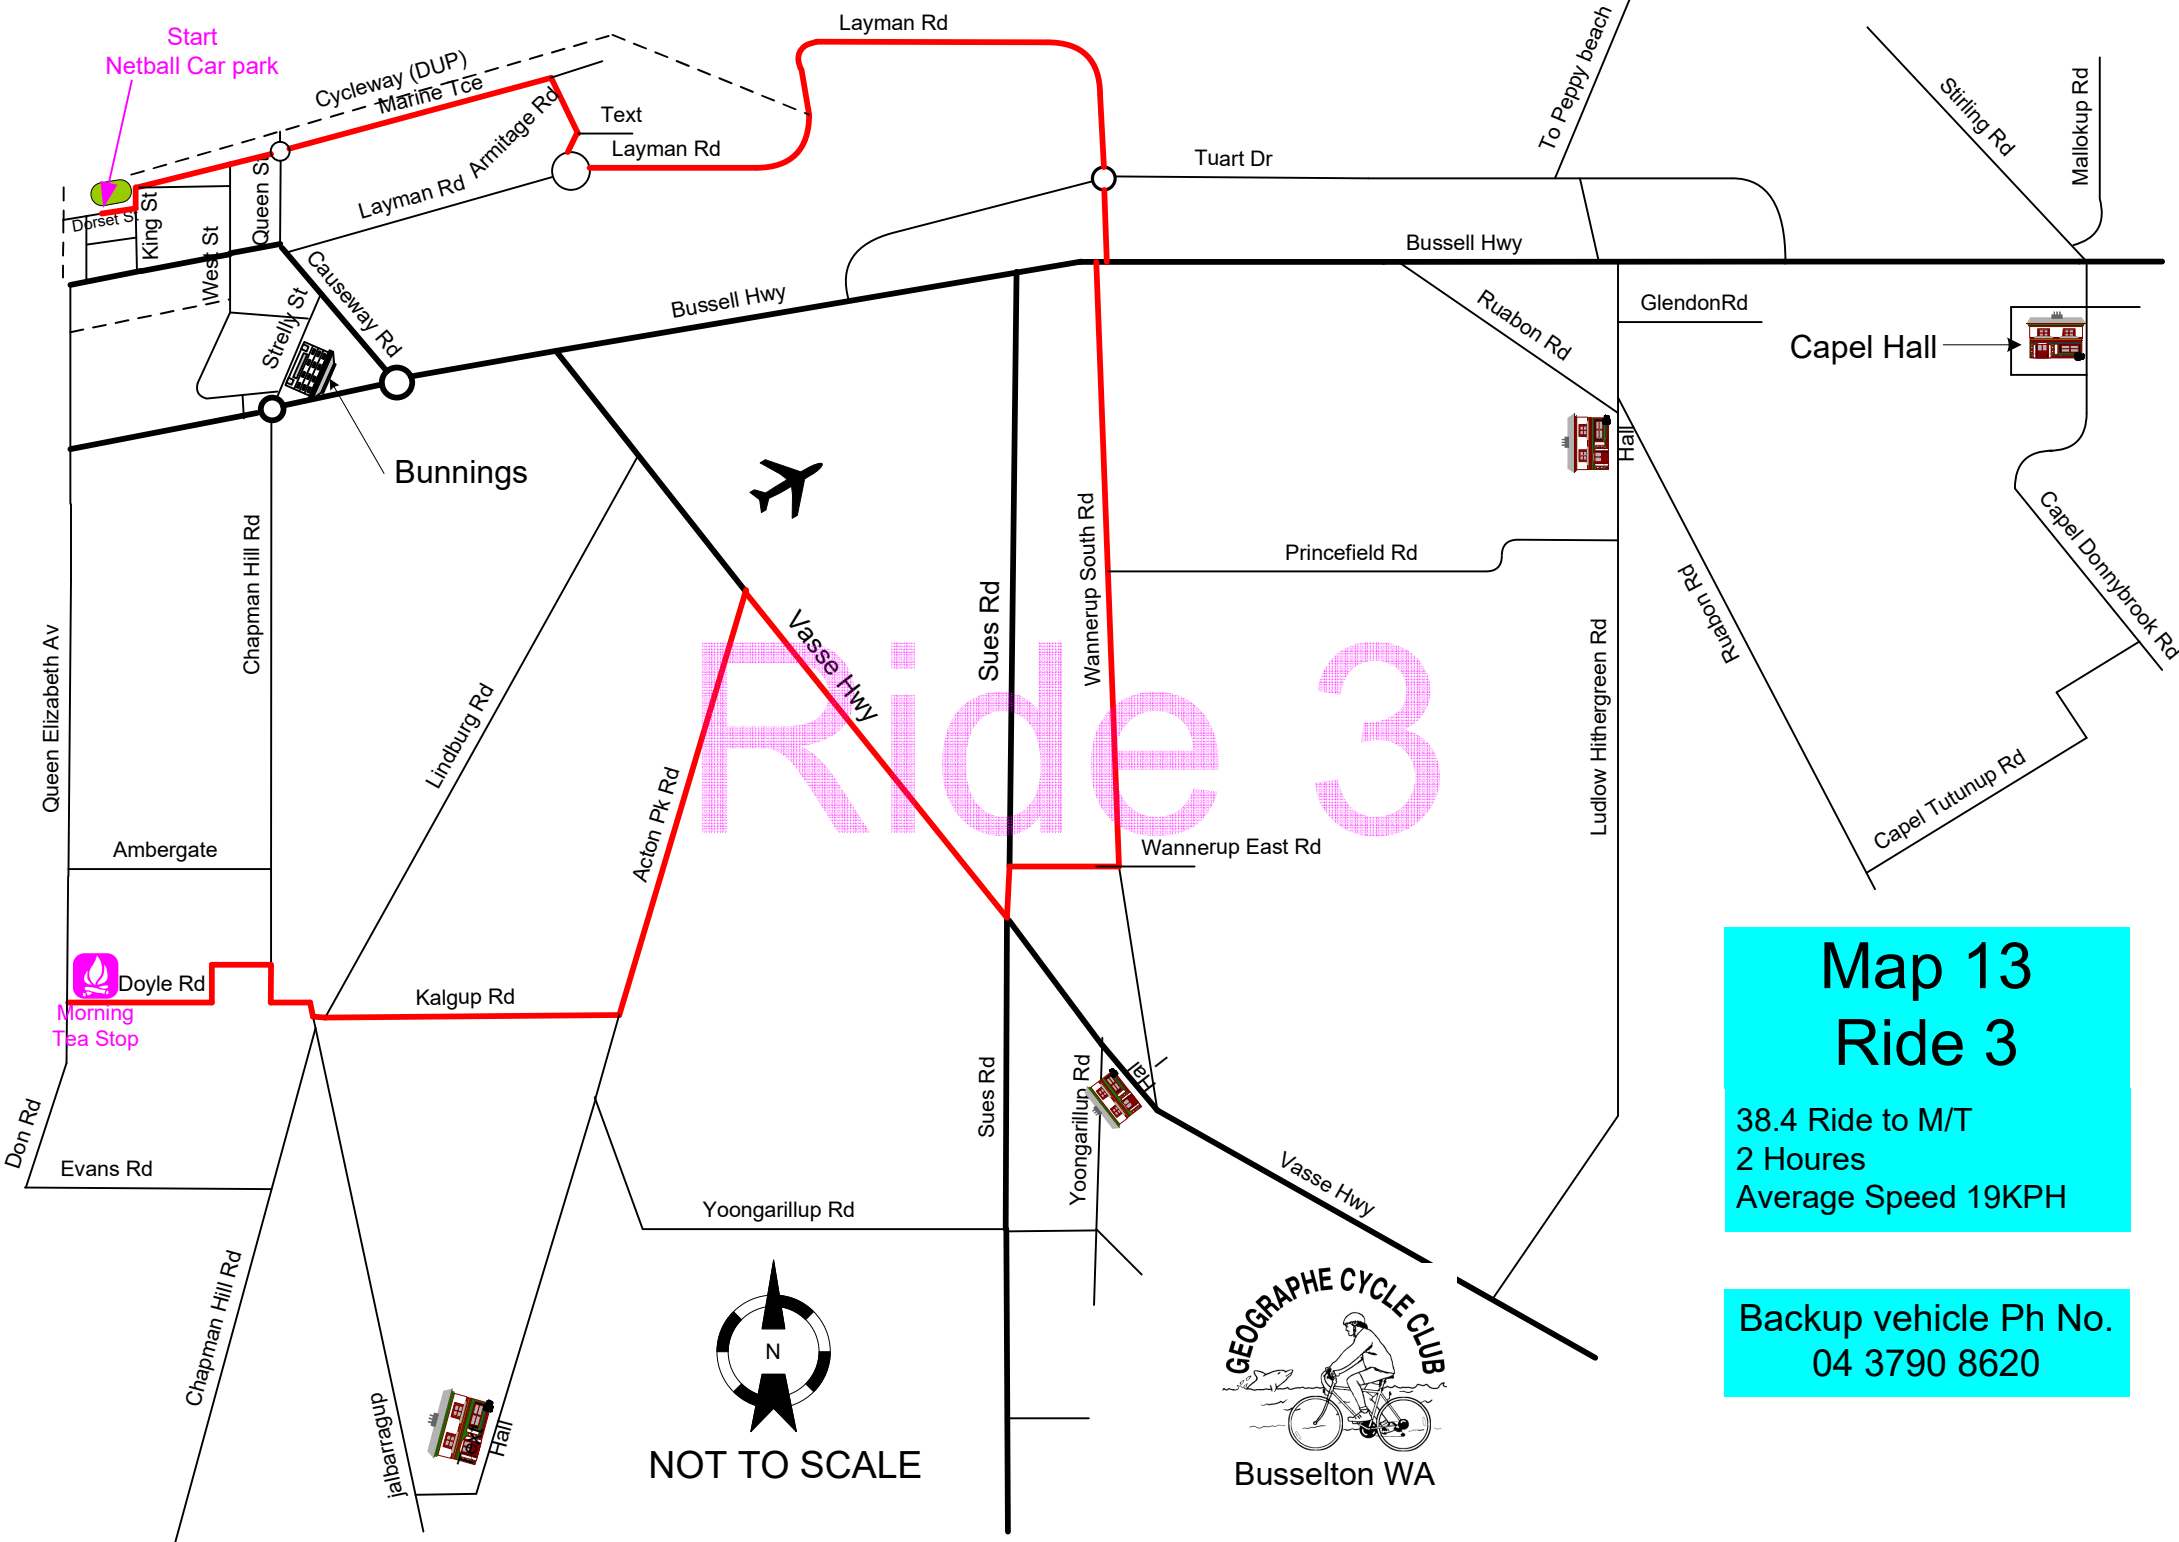 Start
Netball Car park
Cycleway (DUP)
Marine Tce
Armitage Rd
Text
Layman Rd
Layman Rd
Layman Rd
Tuart Dr
To Peppy beach
Stirling Rd
Mallokup Rd
Dorset St
King St
West St
Queen St
Strelly St
Causeway Rd
Bussell Hwy
Bussell Hwy
Ruabon Rd
GlendonRd
Capel Hall
Hall
Bunnings
Chapman Hill Rd
Queen Elizabeth Av
Lindburg Rd
Acton Pk Rd
Vasse Hwy
Sues Rd
Wannerup South Rd
Princefield Rd
Ludlow Hithergreen Rd
Ruabon Rd
Capel Donnybrook Rd
Capel Tutunup Rd
Ride 3
Wannerup East Rd
Ambergate
Doyle Rd
Morning
Tea Stop
Kalgup Rd
Don Rd
Evans Rd
Chapman Hill Rd
jalbarragup
Text
Hall
Yoongarillup Rd
Sues Rd
Yoongarillup Rd
Hall
Vasse Hwy
N
NOT TO SCALE
GEOGRAPHE CYCLE CLUB
Busselton WA
Map 13
Ride 3
38.4 Ride to M/T
2 Houres
Average Speed 19KPH
Backup vehicle Ph No.
04 3790 8620